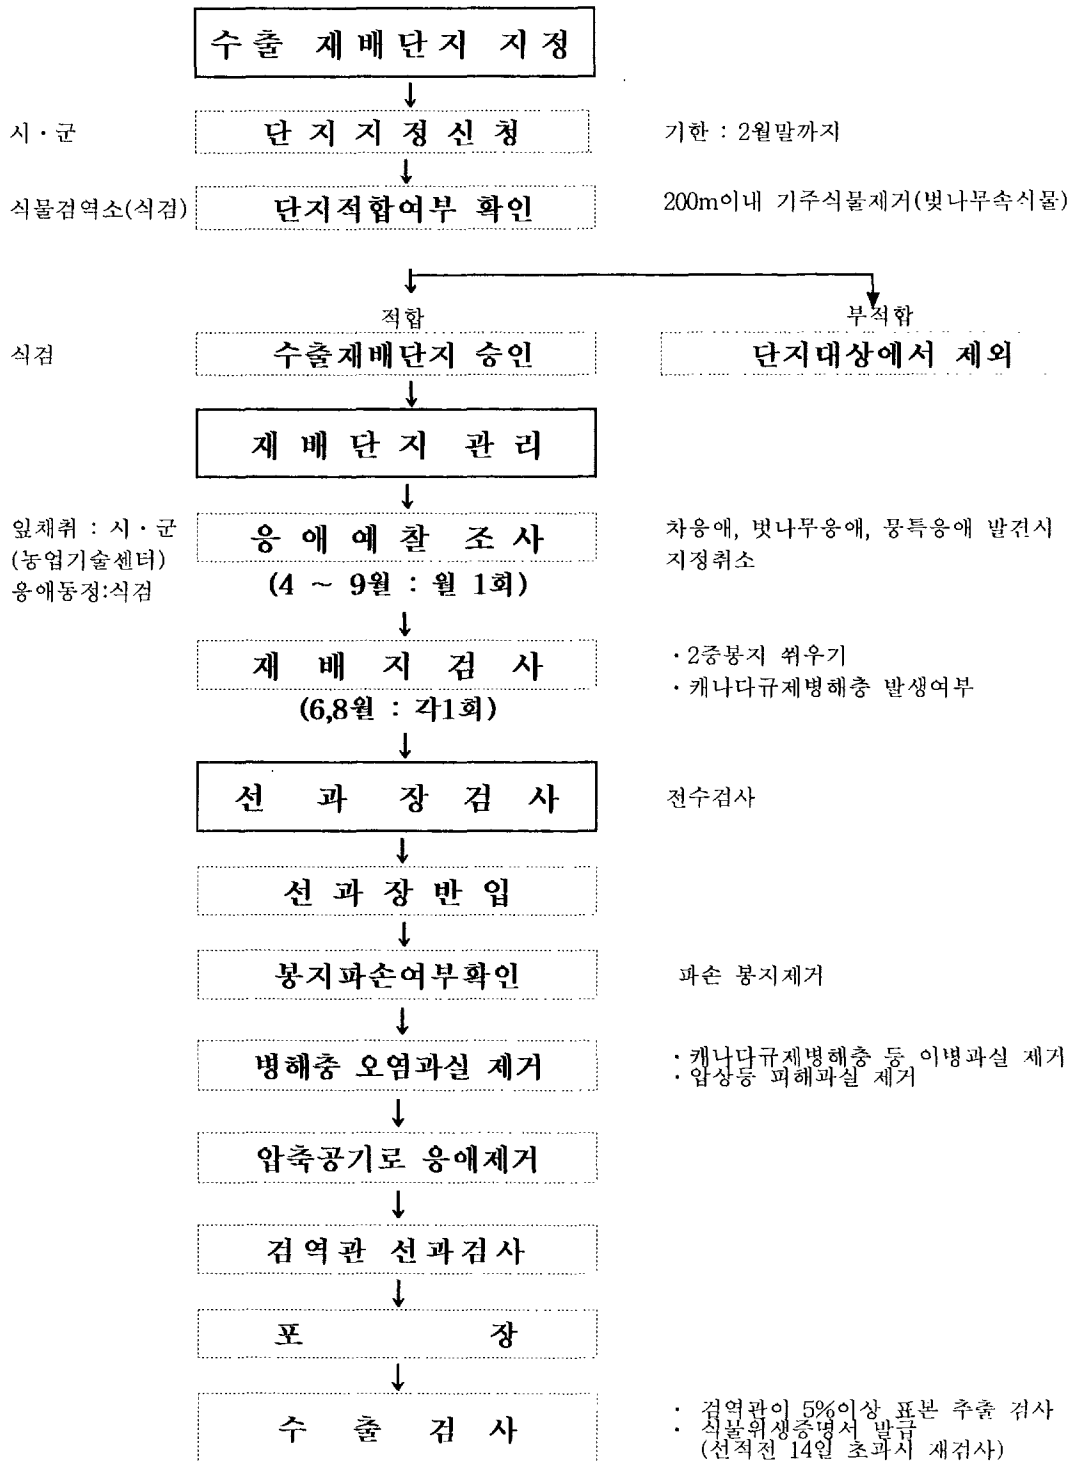 수출 재배단지 지정
시·군
단지지정신청
기한 : 2월말까지
식물검역소(식검)
단지적합여부 확인
200m이내 기주식물제거(벚나무속식물)
적합
부적합
식검
수출재배단지 승인
단지대상에서 제외
재배단지 관리
잎채취 : 시·군
(농업기술센터)
응애동정:식검
응애예찰 조사
(4 ~ 9월 : 월 1회)
차응애, 벗나무응애, 뭉특응애 발견시
지정취소
재배지검사
(6,8월 : 각1회)
· 2중봉지 씌우기
· 캐나다규제병해충 발생여부
선과장검사
전수검사
선과장반입
봉지파손여부확인
파손 봉지제거
병해충 오염과실 제거
· 캐나다규제병해충 등 이병과실 제거
· 압상등 피해과실 제거
압축공기로 응애제거
검역관 선과검사
포장
수출검사
· 검역관이 5%이상 표본 추출 검사
· 식물위생증명서 발급
(선적전 14일 초과시 재검사)